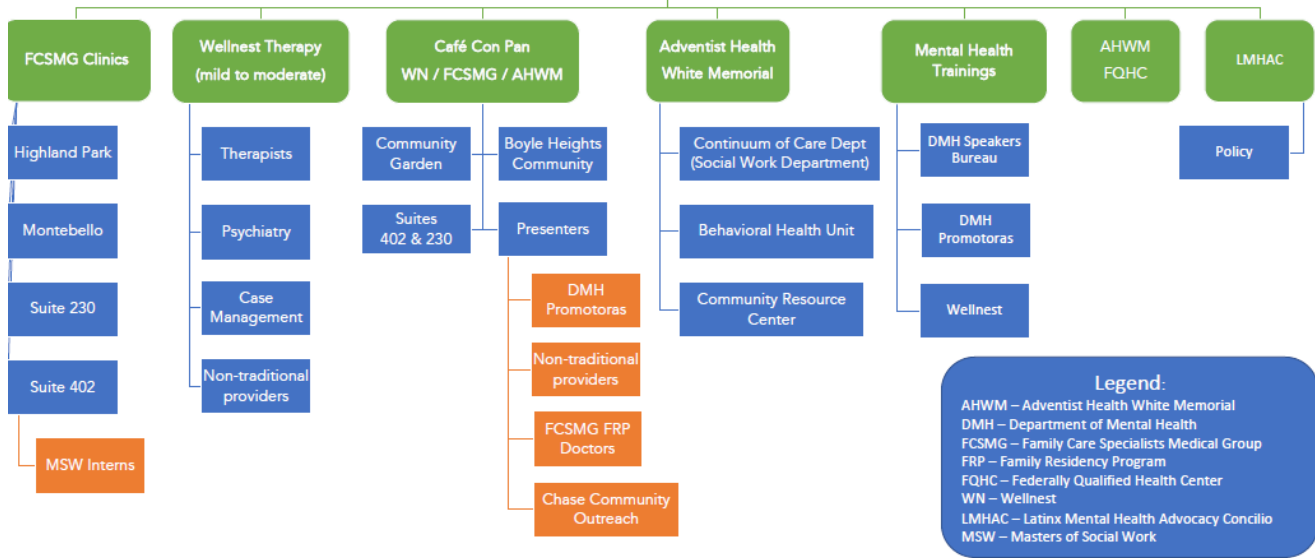 FCSMG Clinics
Highland Park
Montebello
Suite 230
Suite 402
MSW Interns
Wellnest Therapy
(mild to moderate)
Therapists
Psychiatry
Case
Management
Non-traditional
providers
Café Con Pan
WN / FCSMG / AHWM
Community
Garden
Boyle Heights
Community
Suites
402 & 230
Presenters
DMH
Promotoras
Non-traditional
providers
FCSMG FRP
Doctors
Chase Community
Outreach
Adventist Health
White Memorial
Continuum of Care Dept
(Social Work Department)
Behavioral Health Unit
Community Resource
Center
Mental Health
Trainings
DMH Speakers
Bureau
DMH
Promotoras
Wellnest
AHWM
FQHC
LMHAC
Policy
Legend:
AHWM – Adventist Health White Memorial
DMH – Department of Mental Health
FCSMG – Family Care Specialists Medical Group
FRP – Family Residency Program
FQHC – Federally Qualified Health Center
WN – Wellnest
LMHAC – Latinx Mental Health Advocacy Concilio
MSW – Masters of Social Work